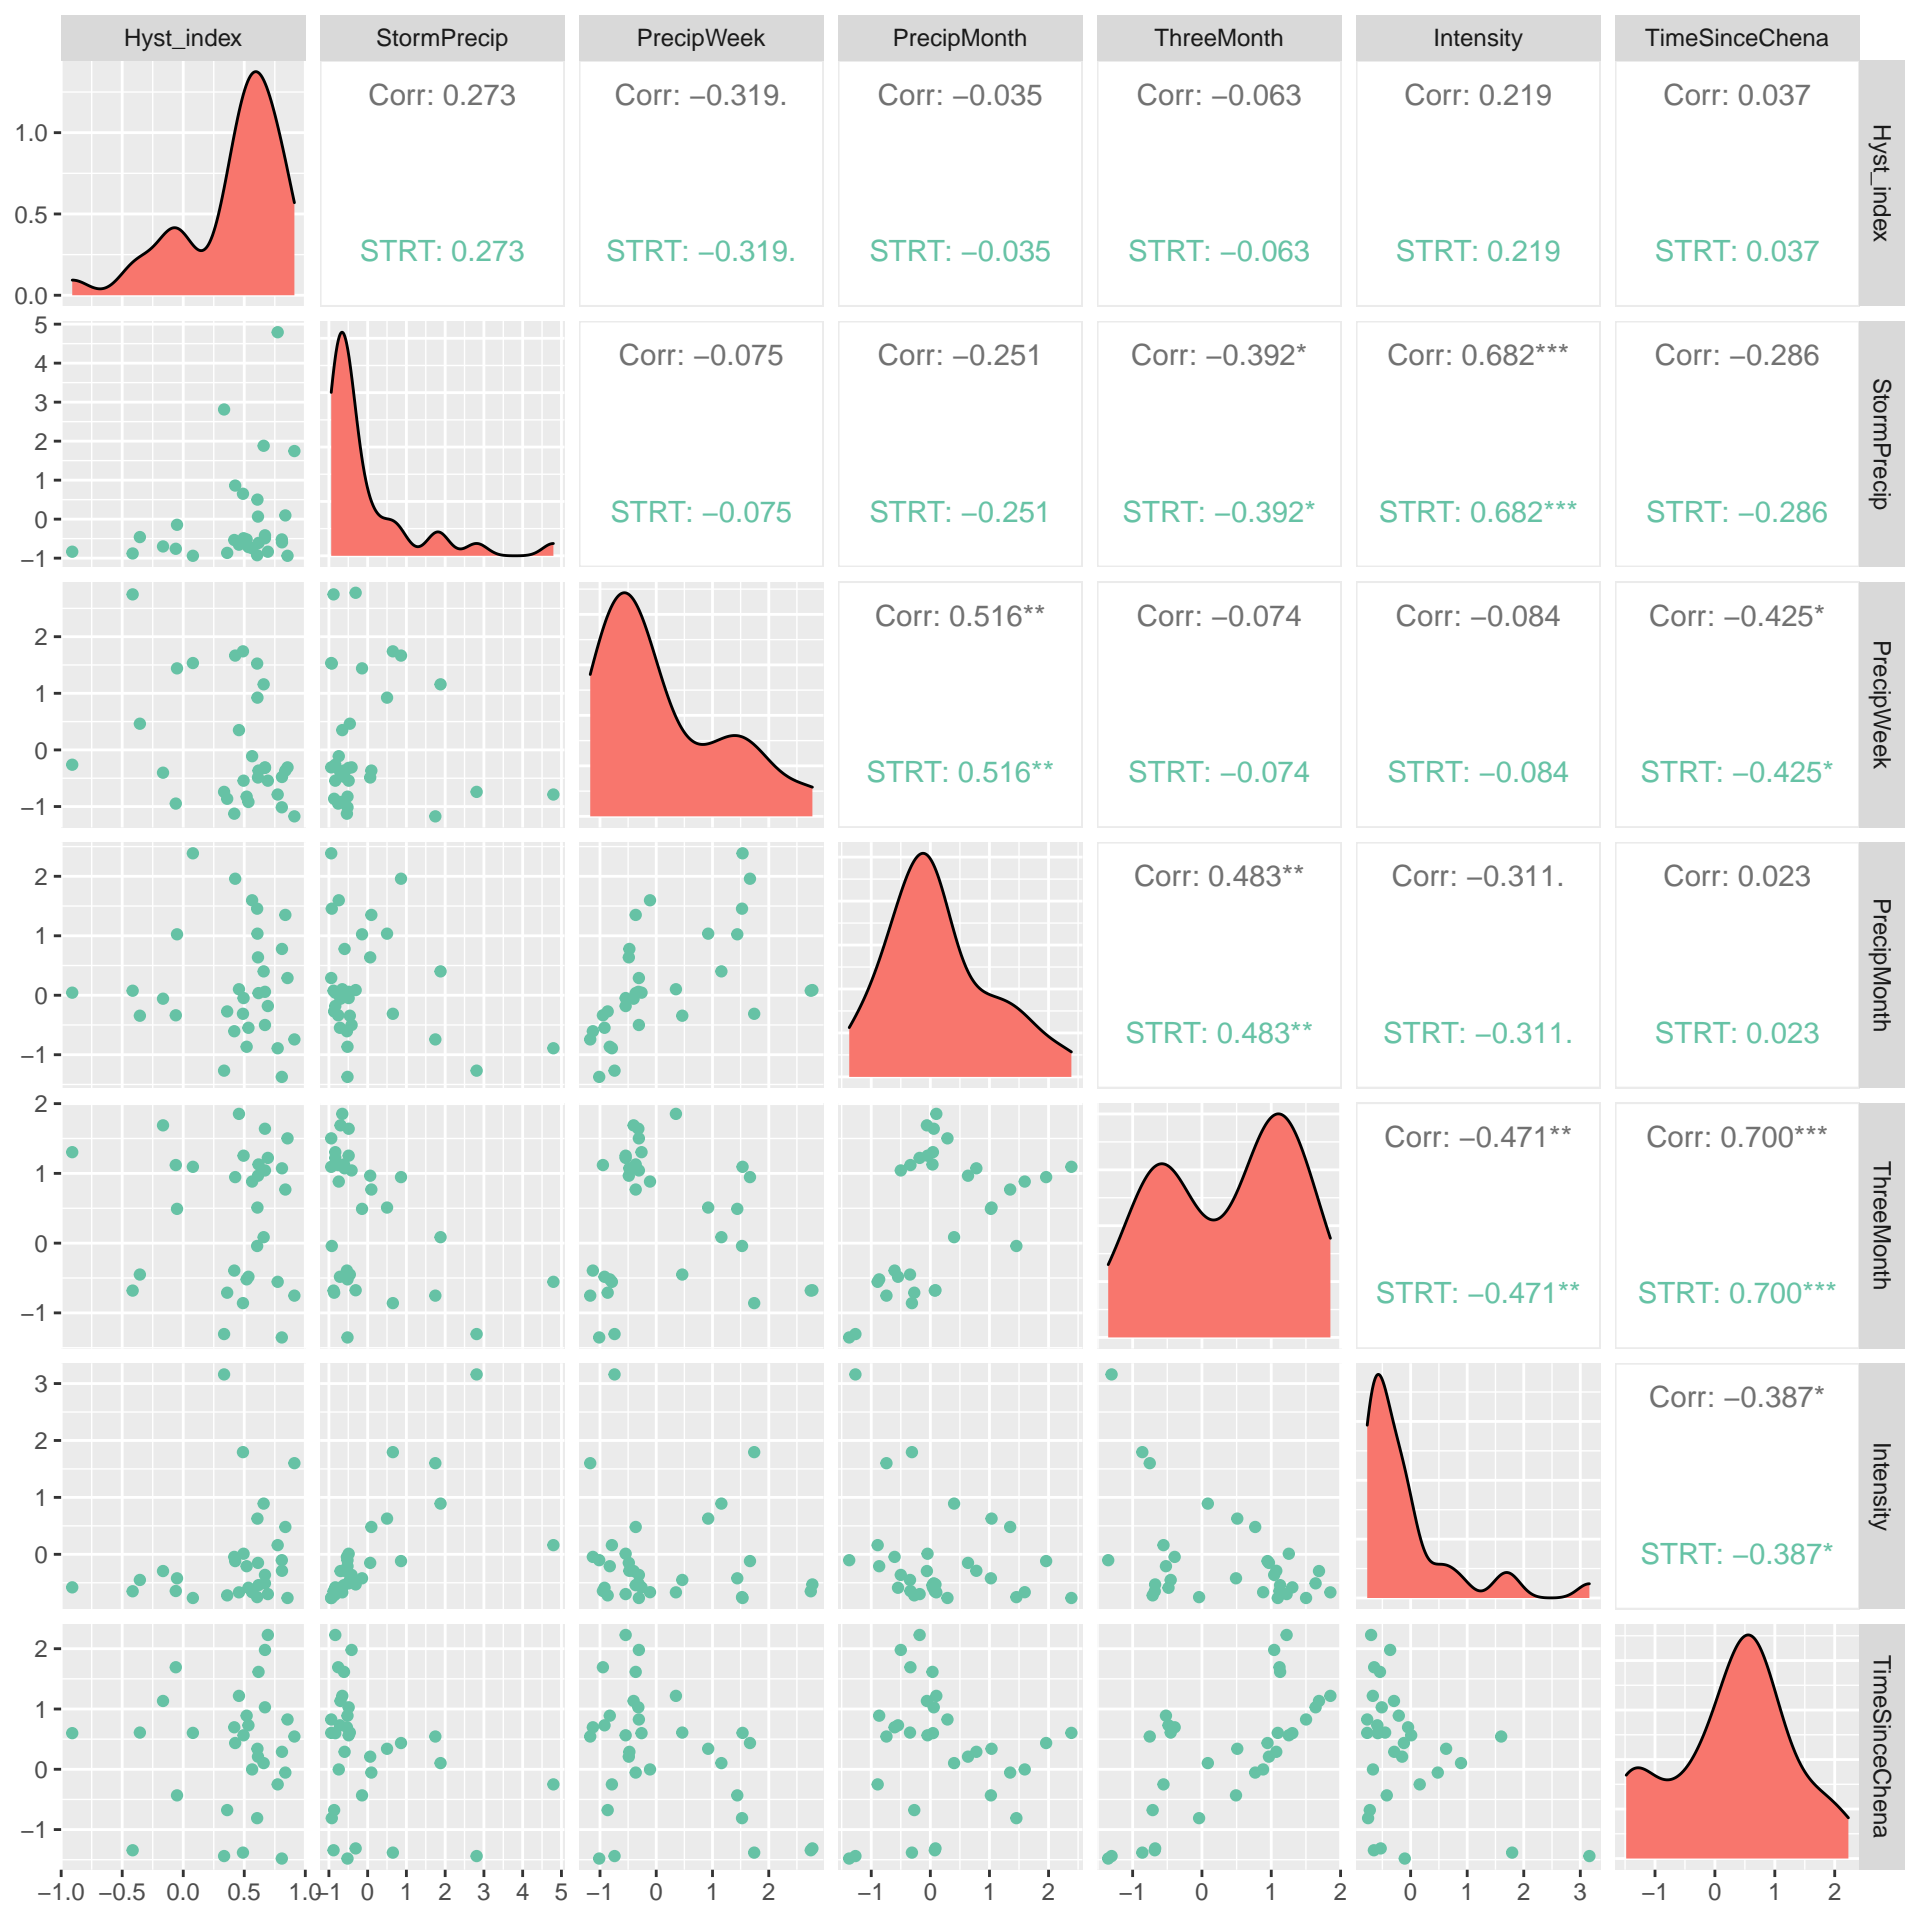 Hyst_index StormPrecip PrecipWeek PrecipMonth ThreeMonth Intensity TimeSinceChena
Corr: 0.273 Corr: −0.319. Corr: −0.035 Corr: −0.063 Corr: 0.219 Corr: 0.037
1.0
Hyst_index
0.5
STRT: 0.273 STRT: −0.319. STRT: −0.035 STRT: −0.063 STRT: 0.219 STRT: 0.037
0.0
5
Corr: −0.075 Corr: −0.251 Corr: −0.392* Corr: 0.682*** Corr: −0.286
4
3
StormPrecip
2
1
STRT: −0.075 STRT: −0.251 STRT: −0.392* STRT: 0.682*** STRT: −0.286
0
−1
Corr: 0.516** Corr: −0.074 Corr: −0.084 Corr: −0.425*
2
PrecipWeek
1
0
STRT: 0.516** STRT: −0.074 STRT: −0.084 STRT: −0.425*
−1
Corr: 0.483** Corr: −0.311. Corr: 0.023
2
PrecipMonth
1
0
STRT: 0.483** STRT: −0.311. STRT: 0.023
−1
2
Corr: −0.471** Corr: 0.700***
1
ThreeMonth
0
STRT: −0.471** STRT: 0.700***
−1
3
Corr: −0.387*
2
Intensity
1
0
STRT: −0.387*
2
1
TimeSinceChena
0
−1
−1.0 −0.5 0.0 0.5 1.0 −1 0 1 2 3 4 5 −1 0 1 2 −1 0 1 2 −1 0 1 2 0 1 2 3 −1 0 1 2